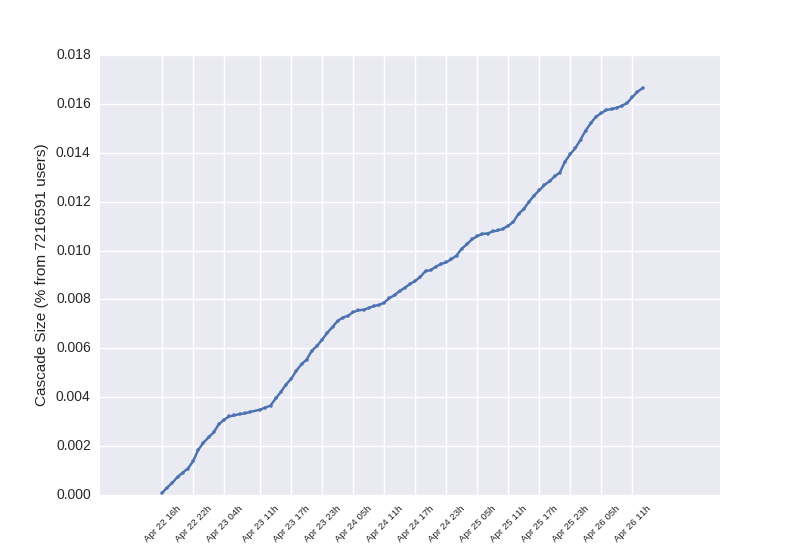 0.018
0.016
0.014
0.012
0.010
0.008
0.006
0.004
0.002
0.000
Cascade Size (% from 7216591 users)
Apr 22 16h
Apr 22 22h
Apr 23 04h
Apr 23 11h
Apr 23 17h
Apr 23 23h
Apr 24 05h
Apr 24 11h
Apr 24 17h
Apr 24 23h
Apr 25 05h
Apr 25 11h
Apr 25 17h
Apr 25 23h
Apr 26 05h
Apr 26 11h